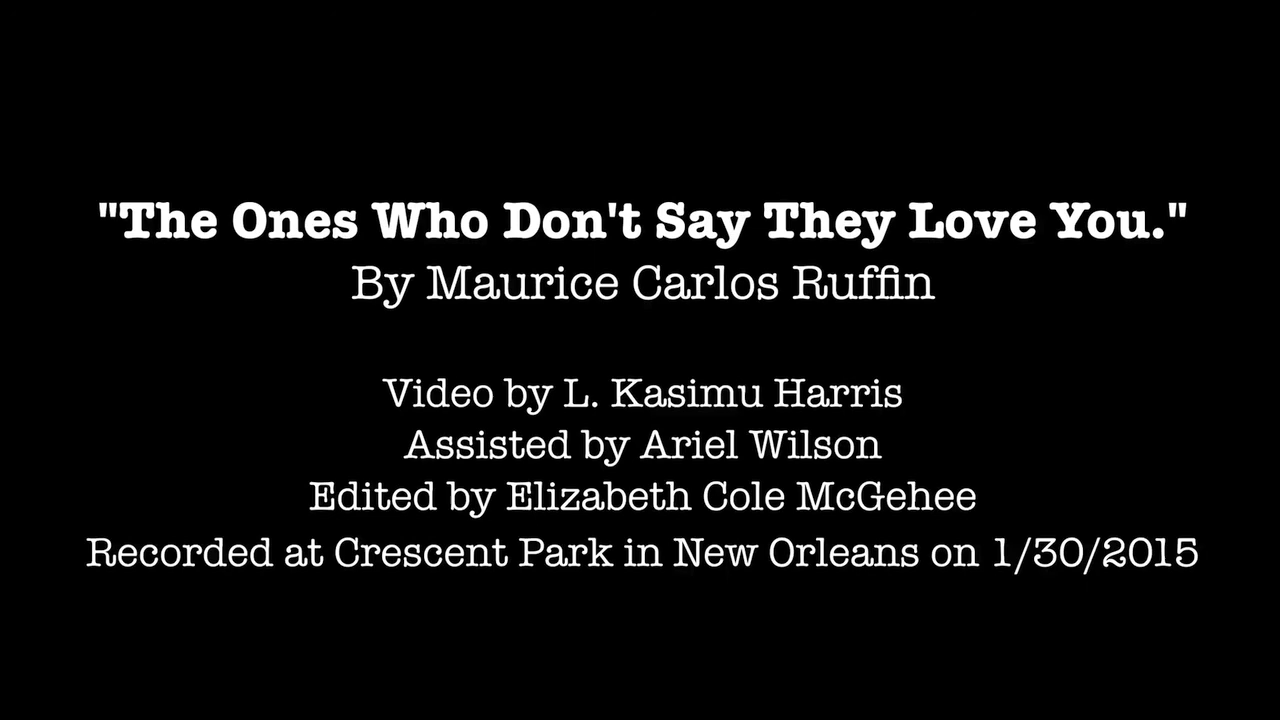 "The Ones Who Don't Say They Love You."
By Maurice Carlos Ruffin
Video by L. Kasimu Harris
Assisted by Ariel Wilson
Edited by Elizabeth Cole McGehee
Recorded at Crescent Park in New Orleans on 1/30/2015